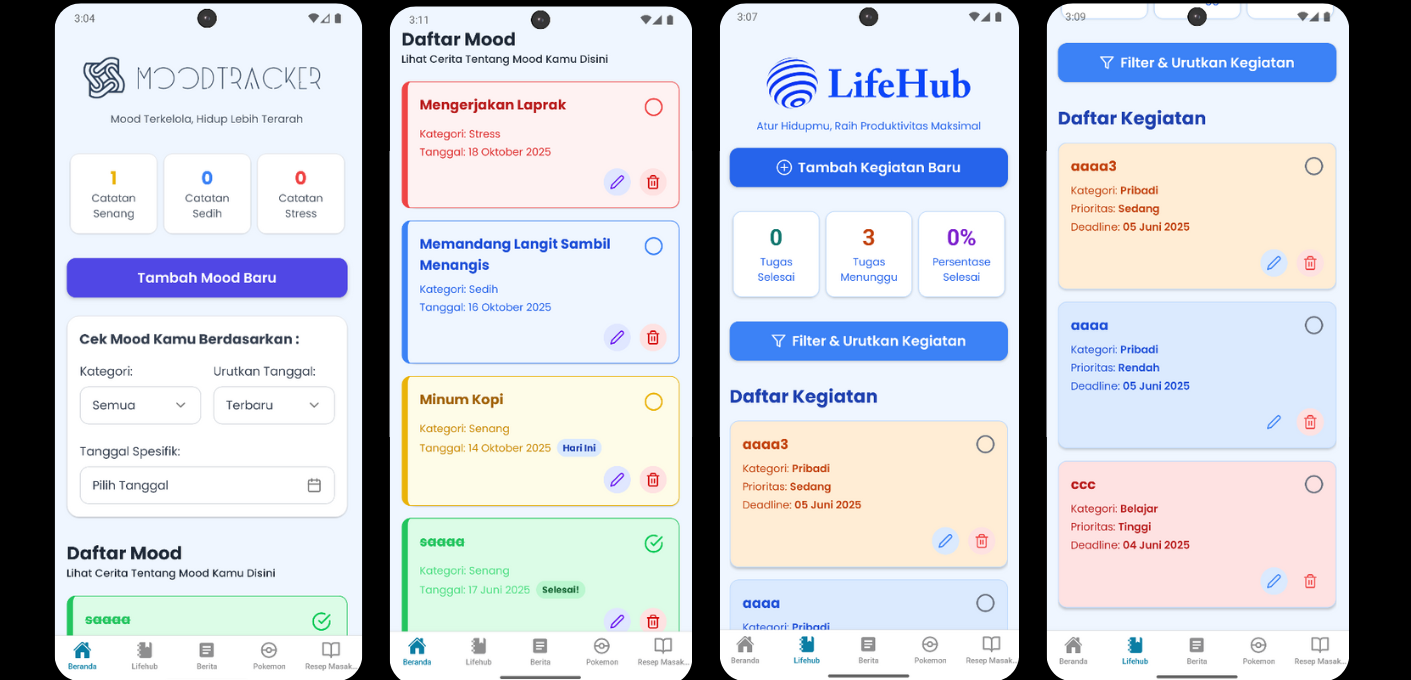 3:04
MOODTRACKER
Mood Terkelola, Hidup Lebih Terarah
1
Catatan
Senang
0
Catatan
Sedih
0
Catatan
Stress
Tambah Mood Baru
Cek Mood Kamu Berdasarkan :
Kategori:
Urutkan Tanggal:
Semua
Terbaru
Tanggal Spesifik:
Pilih Tanggal
Daftar Mood
Lihat Cerita Tentang Mood Kamu Disini
saaaa
Beranda
Lifehub
Berita
Pokemon
Resep Masak...
3:11
Daftar Mood
Lihat Cerita Tentang Mood Kamu Disini
Mengerjakan Laprak
Kategori: Stress
Tanggal: 18 Oktober 2025
Memandang Langit Sambil
Menangis
Kategori: Sedih
Tanggal: 16 Oktober 2025
Minum Kopi
Kategori: Senang
Tanggal: 14 Oktober 2025 Hari Ini
saaaa
Kategori: Senang
Tanggal: 17 Juni 2025 Selesai!
Beranda
Lifehub
Berita
Pokemon
Resep Masak...
3:07
LifeHub
Atur Hidupmu, Raih Produktivitas Maksimal
Tambah Kegiatan Baru
0
Tugas
Selesai
3
Tugas
Menunggu
0%
Persentase
Selesai
Filter & Urutkan Kegiatan
Daftar Kegiatan
aaaa3
Kategori: Pribadi
Prioritas: Sedang
Deadline: 05 Juni 2025
aaaa
Kategori: Pribadi
Beranda
Lifehub
Berita
Pokemon
Resep Masak...
3:09
Filter & Urutkan Kegiatan
Daftar Kegiatan
aaaa3
Kategori: Pribadi
Prioritas: Sedang
Deadline: 05 Juni 2025
aaaa
Kategori: Pribadi
Prioritas: Rendah
Deadline: 05 Juni 2025
ccc
Kategori: Belajar
Prioritas: Tinggi
Deadline: 04 Juni 2025
Beranda
Lifehub
Berita
Pokemon
Resep Masak...